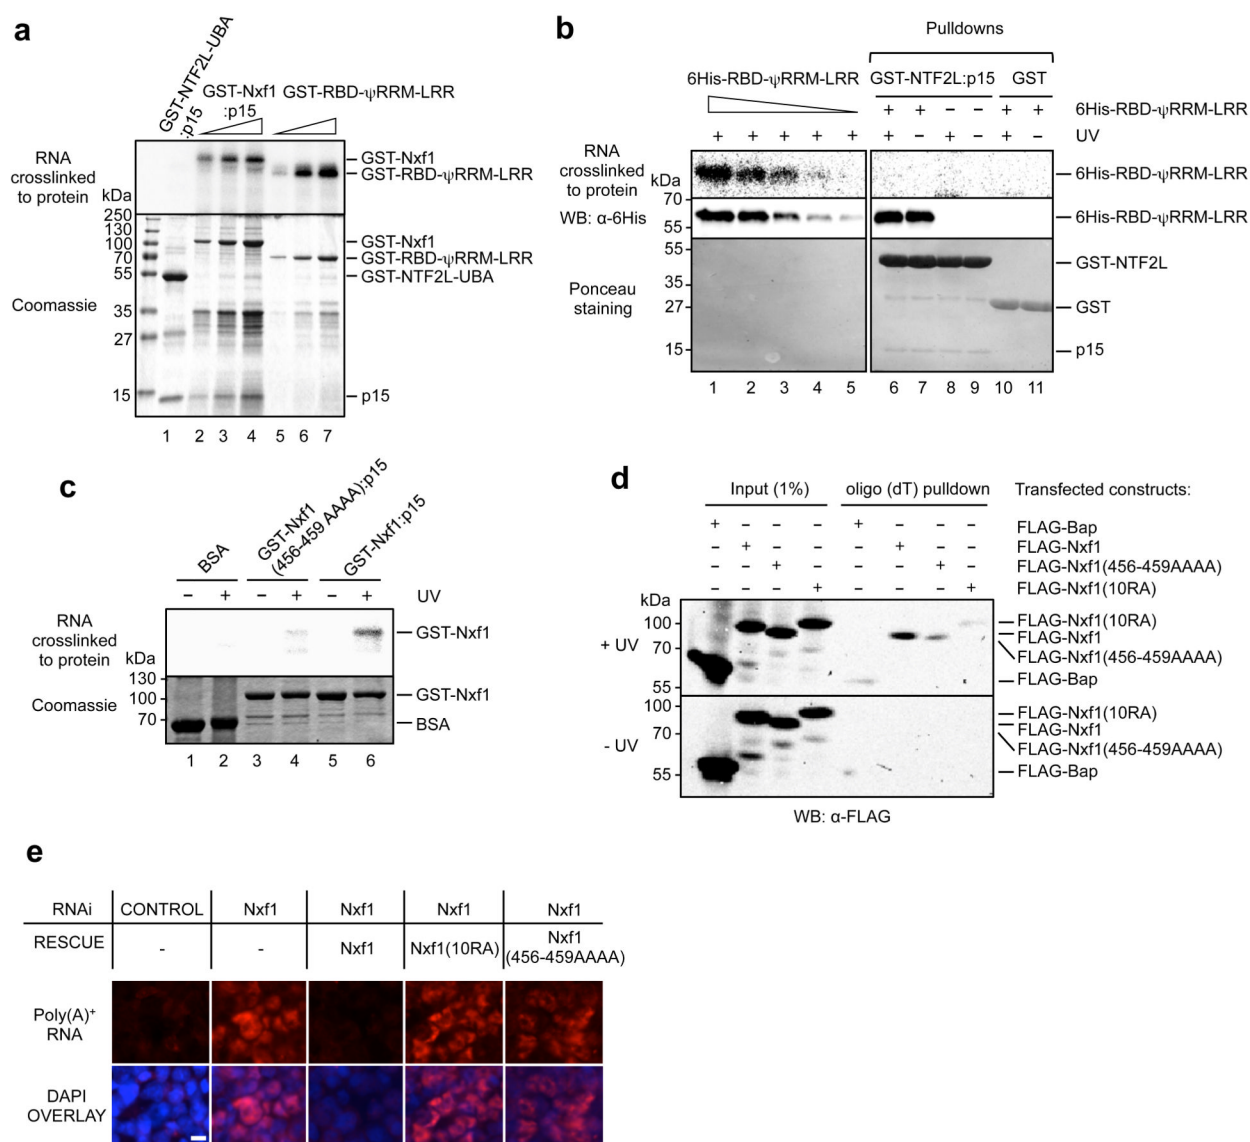 a
GST-NTF2L-UBA
:p15
GST-Nxf1
:p15
GST-RBD-ψRRM-LRR
RNA
crosslinked
to protein
GST-Nxf1
GST-RBD-ψRRM-LRR
kDa
250
130
100
70
55
35
27
15
Coomassie
GST-Nxf1
GST-RBD-ψRRM-LRR
GST-NTF2L-UBA
p15
1 2 3 4 5 6 7
b
Pulldowns
6His-RBD-ψRRM-LRR GST-NTF2L:p15 GST
+ + – – + + 6His-RBD-ψRRM-LRR
+ + + + + + – + – + – UV
RNA
crosslinked
to protein
6His-RBD-ψRRM-LRR
kDa
70
WB: α-6His
55
6His-RBD-ψRRM-LRR
55
35
27
15
Ponceau
staining
GST-NTF2L
GST
p15
1 2 3 4 5 6 7 8 9 10 11
c
BSA
GST-Nxf1
(456-459 AAAA):p15
GST-Nxf1:p15
– + – + – + UV
RNA
crosslinked
to protein
GST-Nxf1
kDa
130
100
70
Coomassie
GST-Nxf1
BSA
1 2 3 4 5 6
d
Input (1%) oligo (dT) pulldown Transfected constructs:
+ – – – + – – – FLAG-Bap
– + – – – + – – FLAG-Nxf1
– – + – – – + – FLAG-Nxf1(456-459AAAA)
– – – + – – – + FLAG-Nxf1(10RA)
kDa
100
70
55
+ UV
FLAG-Nxf1(10RA)
FLAG-Nxf1
FLAG-Nxf1(456-459AAAA)
FLAG-Bap
100
70
55
- UV
FLAG-Nxf1(10RA)
FLAG-Nxf1
FLAG-Nxf1(456-459AAAA)
FLAG-Bap
WB: α-FLAG
e
RNAi CONTROL Nxf1 Nxf1 Nxf1 Nxf1
RESCUE - - Nxf1 Nxf1(10RA) Nxf1
(456-459AAAA)
Poly(A)+
RNA
DAPI
OVERLAY